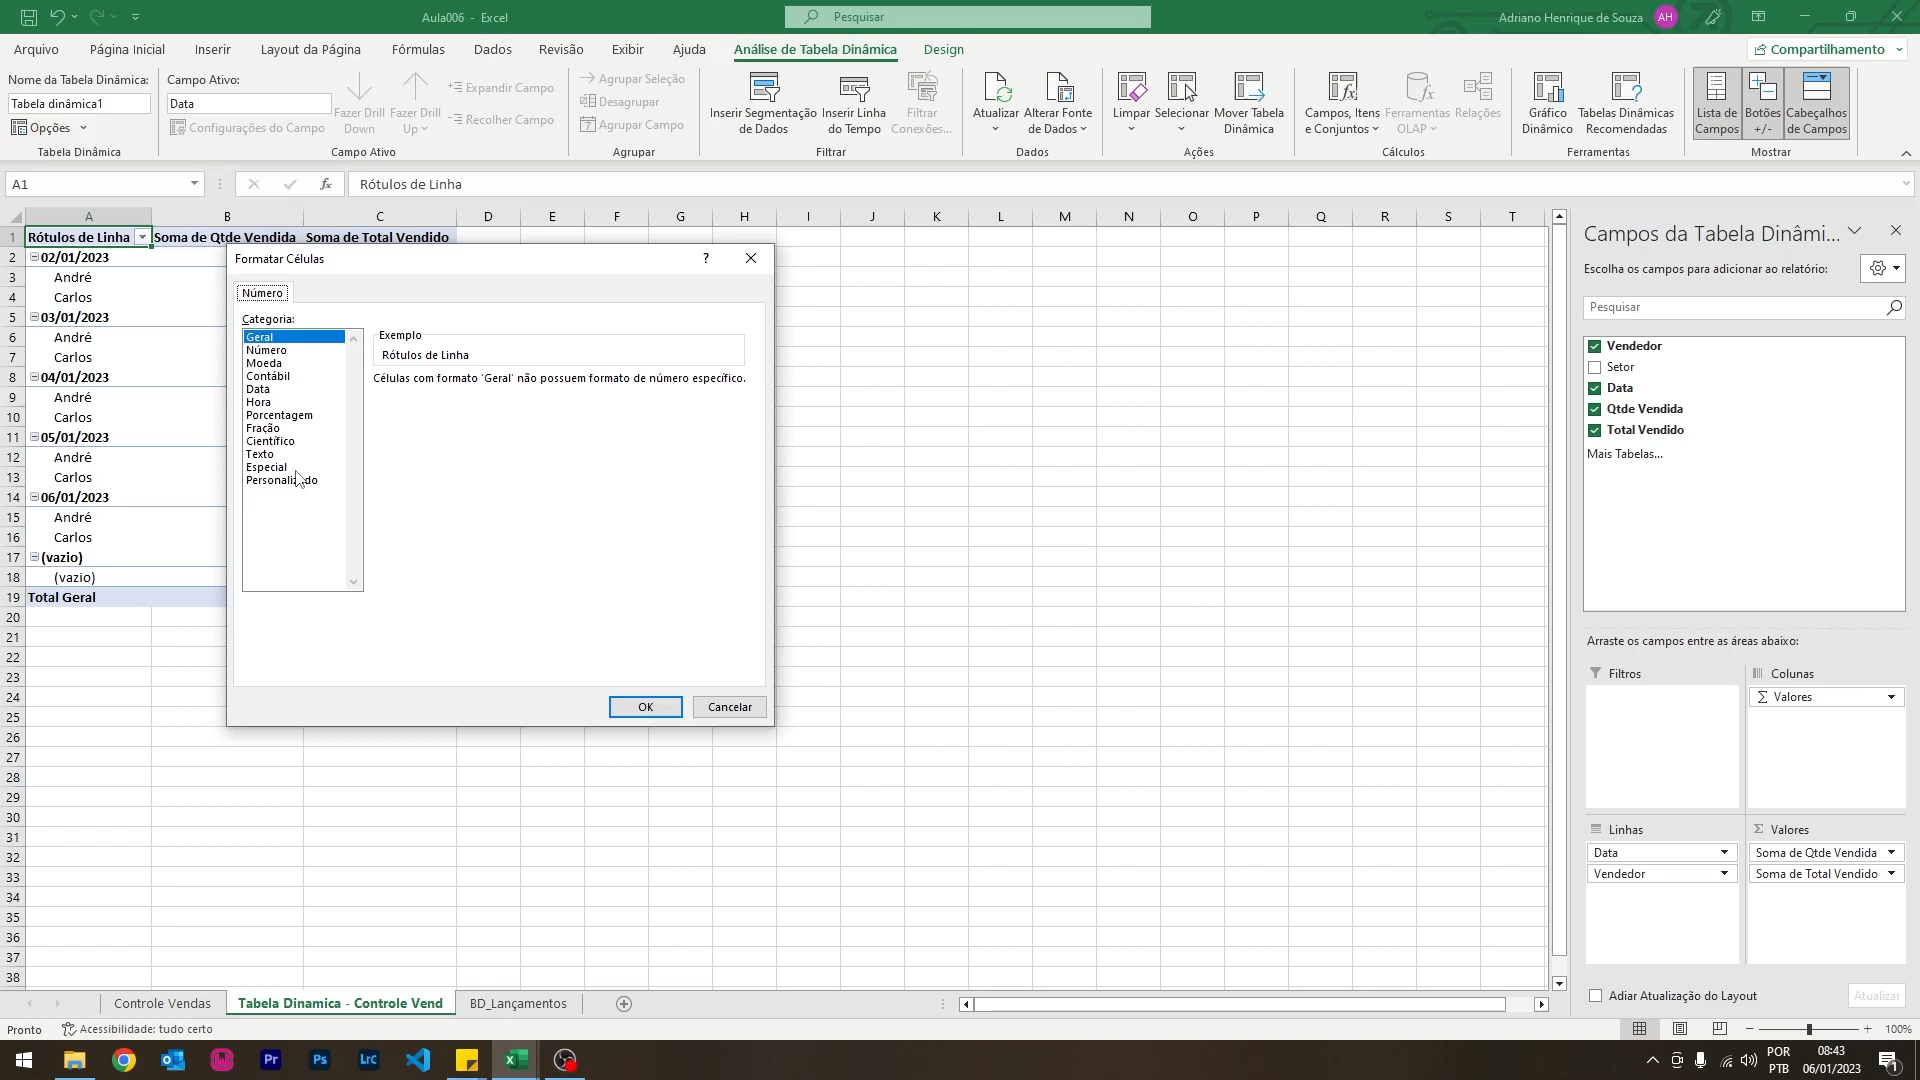 Aula006 - Excel
Pesquisar
Adriano Henrique de Souza
AH
Arquivo
Página Inicial
Inserir
Layout da Página
Fórmulas
Dados
Revisão
Exibir
Ajuda
Análise de Tabela Dinâmica
Design
Compartilhamento
Nome da Tabela Dinâmica:
Tabela dinâmica1
Opções
Tabela Dinâmica
Campo Ativo:
Data
Configurações do Campo
Fazer Drill Down
Fazer Drill Up
Expandir Campo
Recolher Campo
Campo Ativo
Agrupar Seleção
Desagrupar
Agrupar Campo
Agrupar
Inserir Segmentação de Dados
Inserir Linha do Tempo
Filtrar Conexões...
Filtrar
Atualizar
Alterar Fonte de Dados
Dados
Limpar
Selecionar
Mover Tabela Dinâmica
Ações
Campos, Itens e Conjuntos
Ferramentas OLAP
Relações
Cálculos
Gráfico Dinâmico
Tabelas Dinâmicas Recomendadas
Ferramentas
Lista de Campos
Botões +/-
Cabeçalhos de Campos
Mostrar
A1
fx
Rótulos de Linha
A B C D E F G H I J K L M N O P Q R S T
1 Rótulos de Linha Soma de Qtde Vendida Soma de Total Vendido
2 02/01/2023
3 André
4 Carlos
5 03/01/2023
6 André
7 Carlos
8 04/01/2023
9 André
10 Carlos
11 05/01/2023
12 André
13 Carlos
14 06/01/2023
15 André
16 Carlos
17 (vazio)
18 (vazio)
19 Total Geral
20
21
22
23
24
25
26
27
28
29
30
31
32
33
34
35
36
37
38
Formatar Células
?
Número
Categoria:
Geral
Número
Moeda
Contábil
Data
Hora
Porcentagem
Fração
Científico
Texto
Especial
Personalizado
Exemplo
Rótulos de Linha
Células com formato 'Geral' não possuem formato de número específico.
OK
Cancelar
Campos da Tabela Dinâmi...
Escolha os campos para adicionar ao relatório:
Pesquisar
Vendedor
Setor
Data
Qtde Vendida
Total Vendido
Mais Tabelas...
Arraste os campos entre as áreas abaixo:
Filtros
Colunas
Σ Valores
Linhas
Data
Vendedor
Σ Valores
Soma de Qtde Vendida
Soma de Total Vendido
Adiar Atualização do Layout
Atualizar
Controle Vendas
Tabela Dinamica - Controle Vend
BD_Lançamentos
Pronto
Acessibilidade: tudo certo
100%
Pr
Ps
Lrc
POR
PTB
08:43
06/01/2023
1